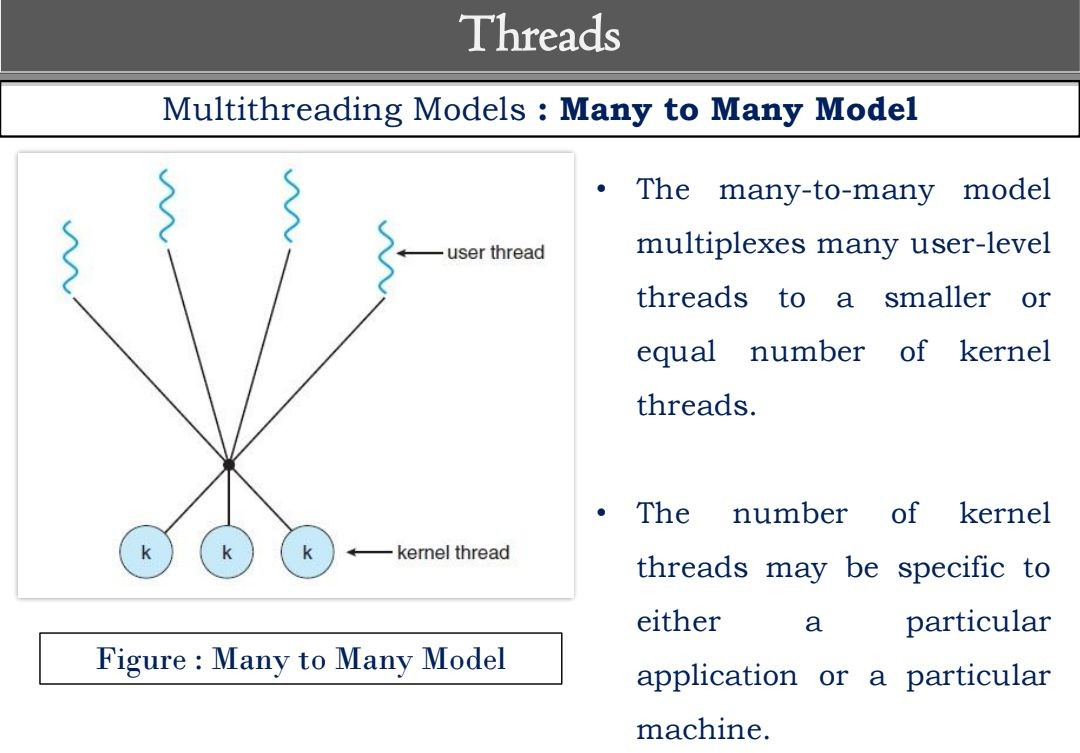 Threads
Multithreading Models : Many to Many Model
user thread
k k k
kernel thread
Figure : Many to Many Model
• The many-to-many model
multiplexes many user-level
threads to a smaller or
equal number of kernel
threads.
• The number of kernel
threads may be specific to
either a particular
application or a particular
machine.